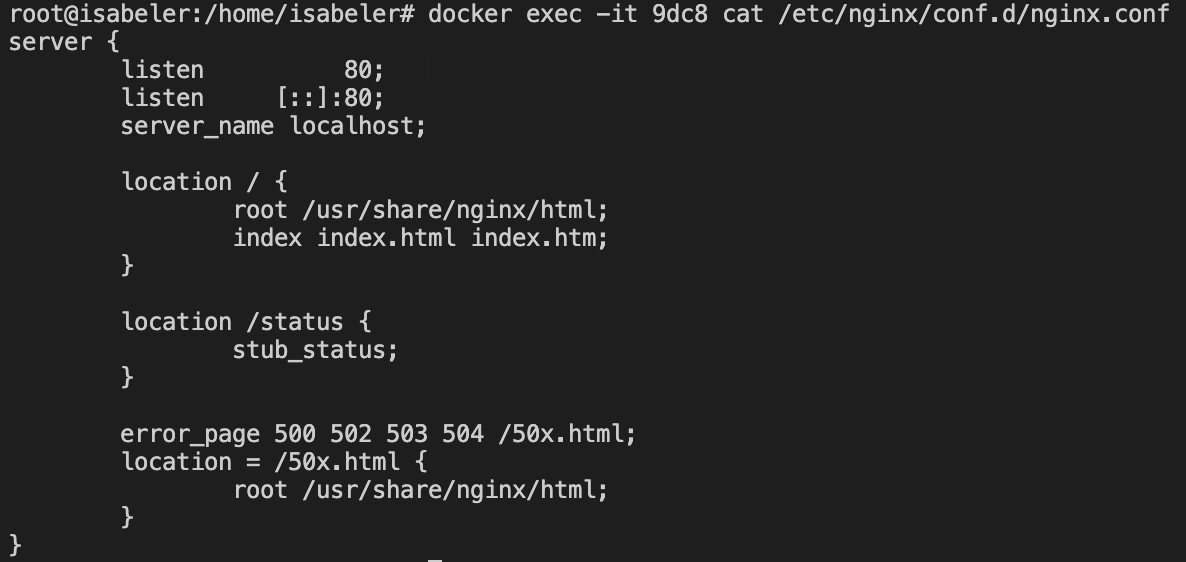 root@isabeler:/home/isabeler# docker exec -it 9dc8 cat /etc/nginx/conf.d/nginx.conf
server {
        listen          80;
        listen     [::]:80;
        server_name localhost;

        location / {
                root /usr/share/nginx/html;
                index index.html index.htm;
        }

        location /status {
                stub_status;
        }

        error_page 500 502 503 504 /50x.html;
        location = /50x.html {
                root /usr/share/nginx/html;
        }
}